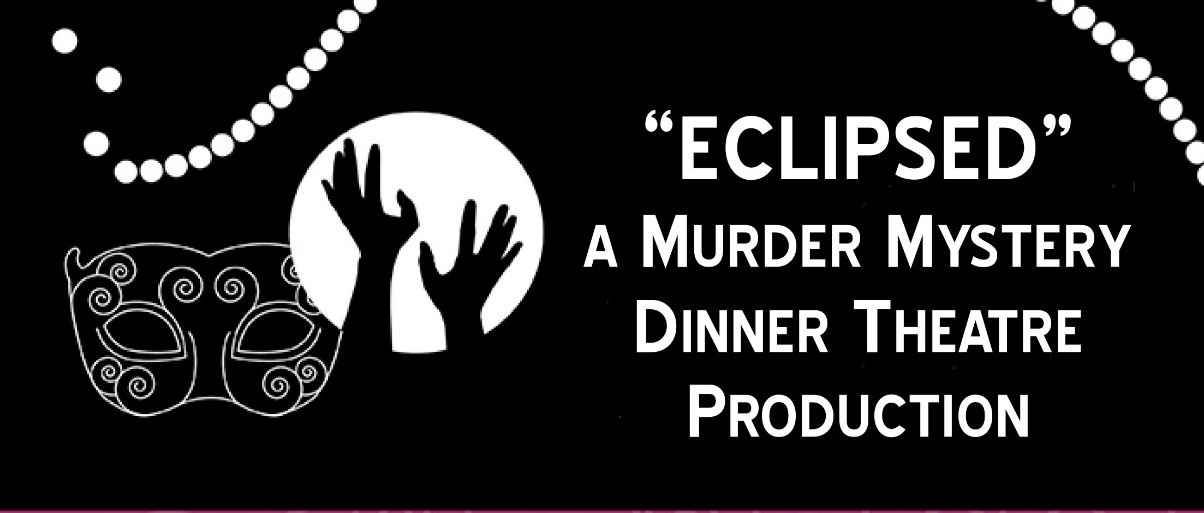 “ECLIPSED”
A MURDER MYSTERY
DINNER THEATRE
PRODUCTION